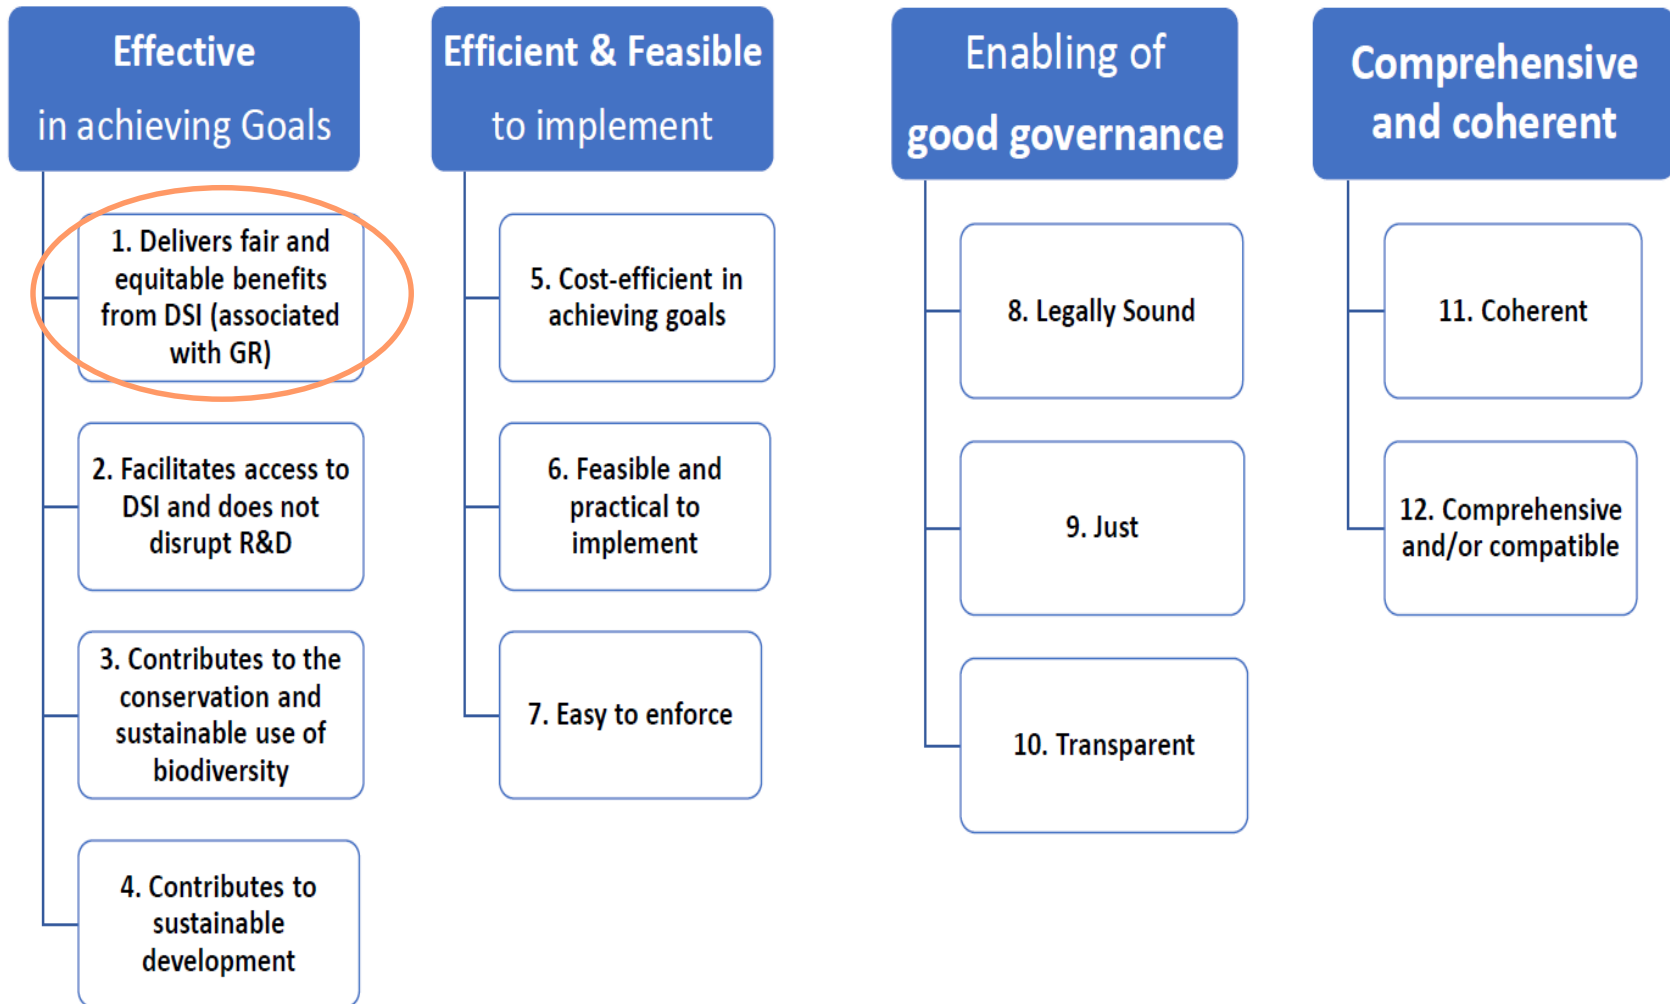 Effective
in achieving Goals
1. Delivers fair and
equitable benefits
from DSI (associated
with GR)
2. Facilitates access to
DSI and does not
disrupt R&D
3. Contributes to the
conservation and
sustainable use of
biodiversity
4. Contributes to
sustainable
development
Efficient & Feasible
to implement
5. Cost-efficient in
achieving goals
6. Feasible and
practical to
implement
7. Easy to enforce
Enabling of
good governance
8. Legally Sound
9. Just
10. Transparent
Comprehensive
and coherent
11. Coherent
12. Comprehensive
and/or compatible